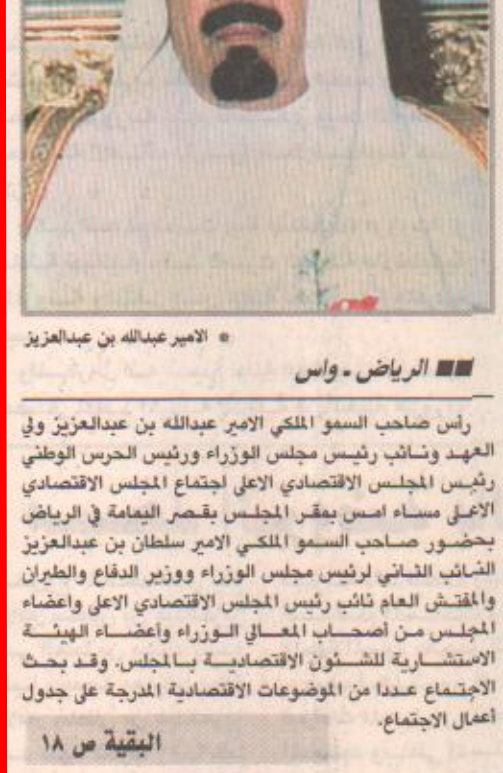 ● الامير عبدالله بن عبدالعزيز
■■ الرياض ـ واس
رأس صاحب السمو الملكي الامير عبدالله بن عبدالعزيز ولي
العهد ونائب رئيس مجلس الوزراء ورئيس الحرس الوطني
رئيس المجلس الاقتصادي الاعلى اجتماع المجلس الاقتصادي
الاعلى مساء امس بمقر المجلس بقصر اليمامة في الرياض
بحضور صاحب السمو الملكي الامير سلطان بن عبدالعزيز
النائب الثاني لرئيس مجلس الوزراء ووزير الدفاع والطيران
والمفتش العام نائب رئيس المجلس الاقتصادي الاعلى واعضاء
المجلس من أصحاب المعالي الوزراء وأعضاء الهيئة
الاستشارية للشئون الاقتصادية بالمجلس. وقد بحث
الاجتماع عددا من الموضوعات الاقتصادية المدرجة على جدول
أعمال الاجتماع.
البقية ص ١٨